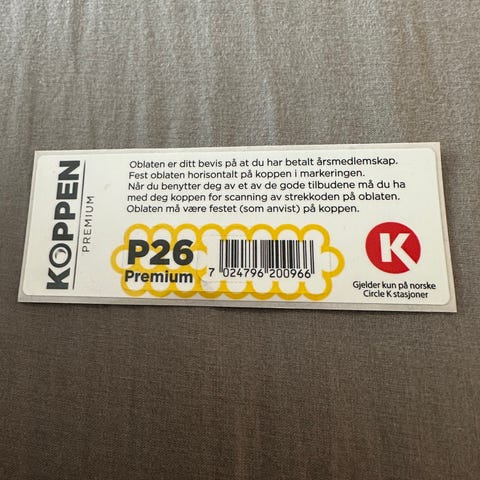 KOPPEN
PREMIUM
Oblaten er ditt bevis på at du har betalt årsmedlemskap.
Fest oblaten horisontalt på koppen i markeringen.
Når du benytter deg av et av de gode tilbudene må du ha
med deg koppen for scanning av strekkoden på oblaten.
Oblaten må være festet (som anvist) på koppen.
P26
Premium
7 024796 200966
K
Gjelder kun på norske
Circle K stasjoner